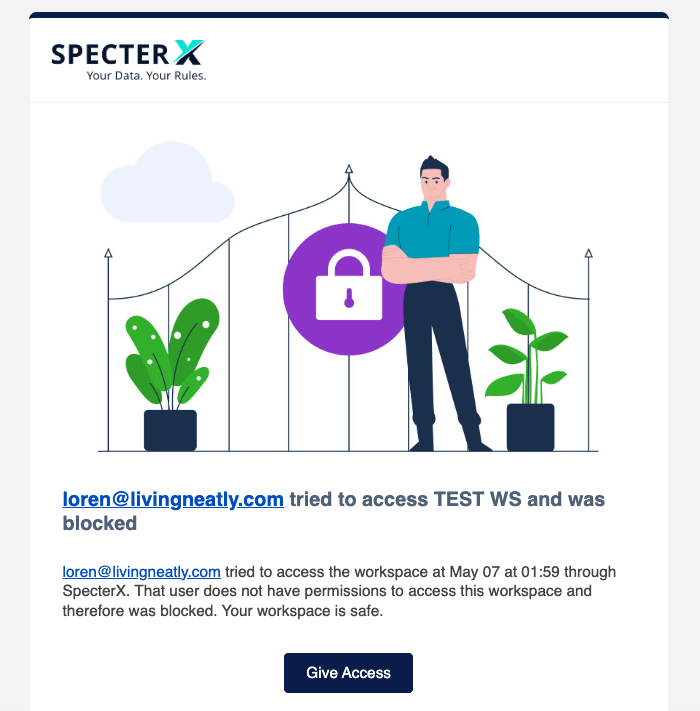 SPECTERX
Your Data. Your Rules.
loren@livingneatly.com tried to access TEST WS and was
blocked
loren@livingneatly.com tried to access the workspace at May 07 at 01:59 through
SpecterX. That user does not have permissions to access this workspace and
therefore was blocked. Your workspace is safe.
Give Access